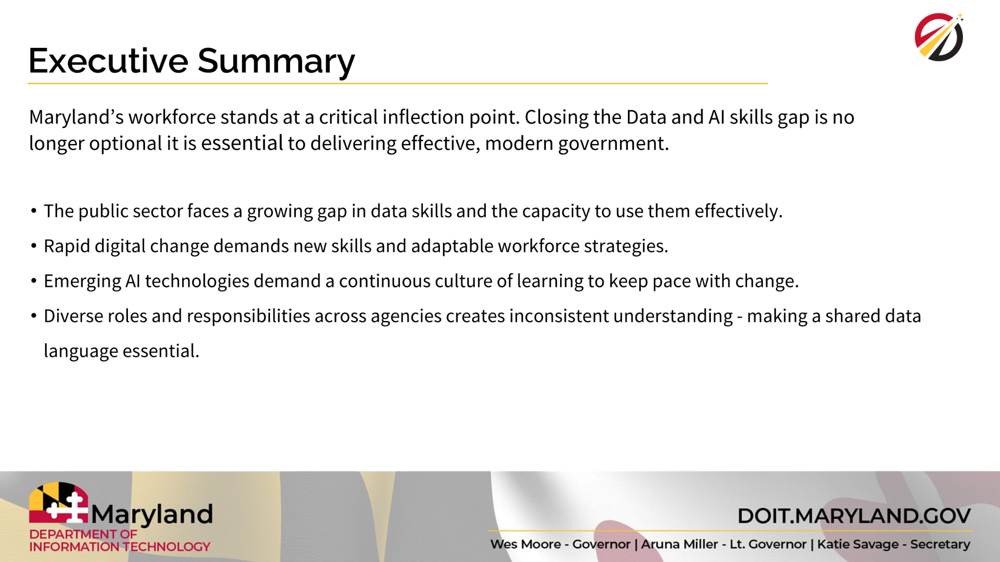 Executive Summary
Maryland’s workforce stands at a critical inflection point. Closing the Data and AI skills gap is no
longer optional it is essential to delivering effective, modern government.
• The public sector faces a growing gap in data skills and the capacity to use them effectively.
• Rapid digital change demands new skills and adaptable workforce strategies.
• Emerging AI technologies demand a continuous culture of learning to keep pace with change.
• Diverse roles and responsibilities across agencies creates inconsistent understanding - making a shared data
language essential.
Maryland
DEPARTMENT OF
INFORMATION TECHNOLOGY
DOIT.MARYLAND.GOV
Wes Moore - Governor | Aruna Miller - Lt. Governor | Katie Savage - Secretary